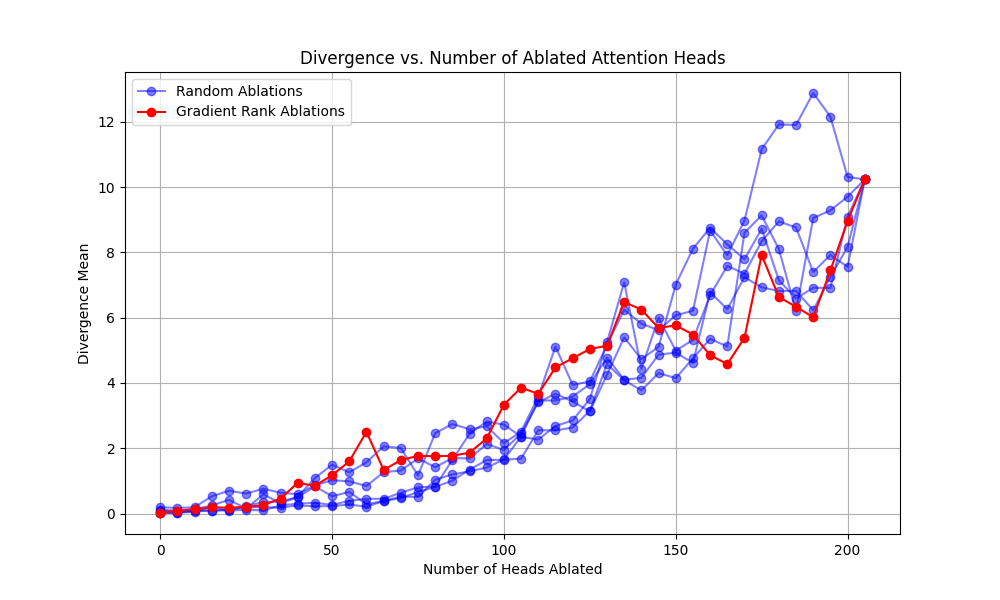 Divergence vs. Number of Ablated Attention Heads
Random Ablations
Gradient Rank Ablations
Divergence Mean
12
10
8
6
4
2
0
0 50 100 150 200
Number of Heads Ablated